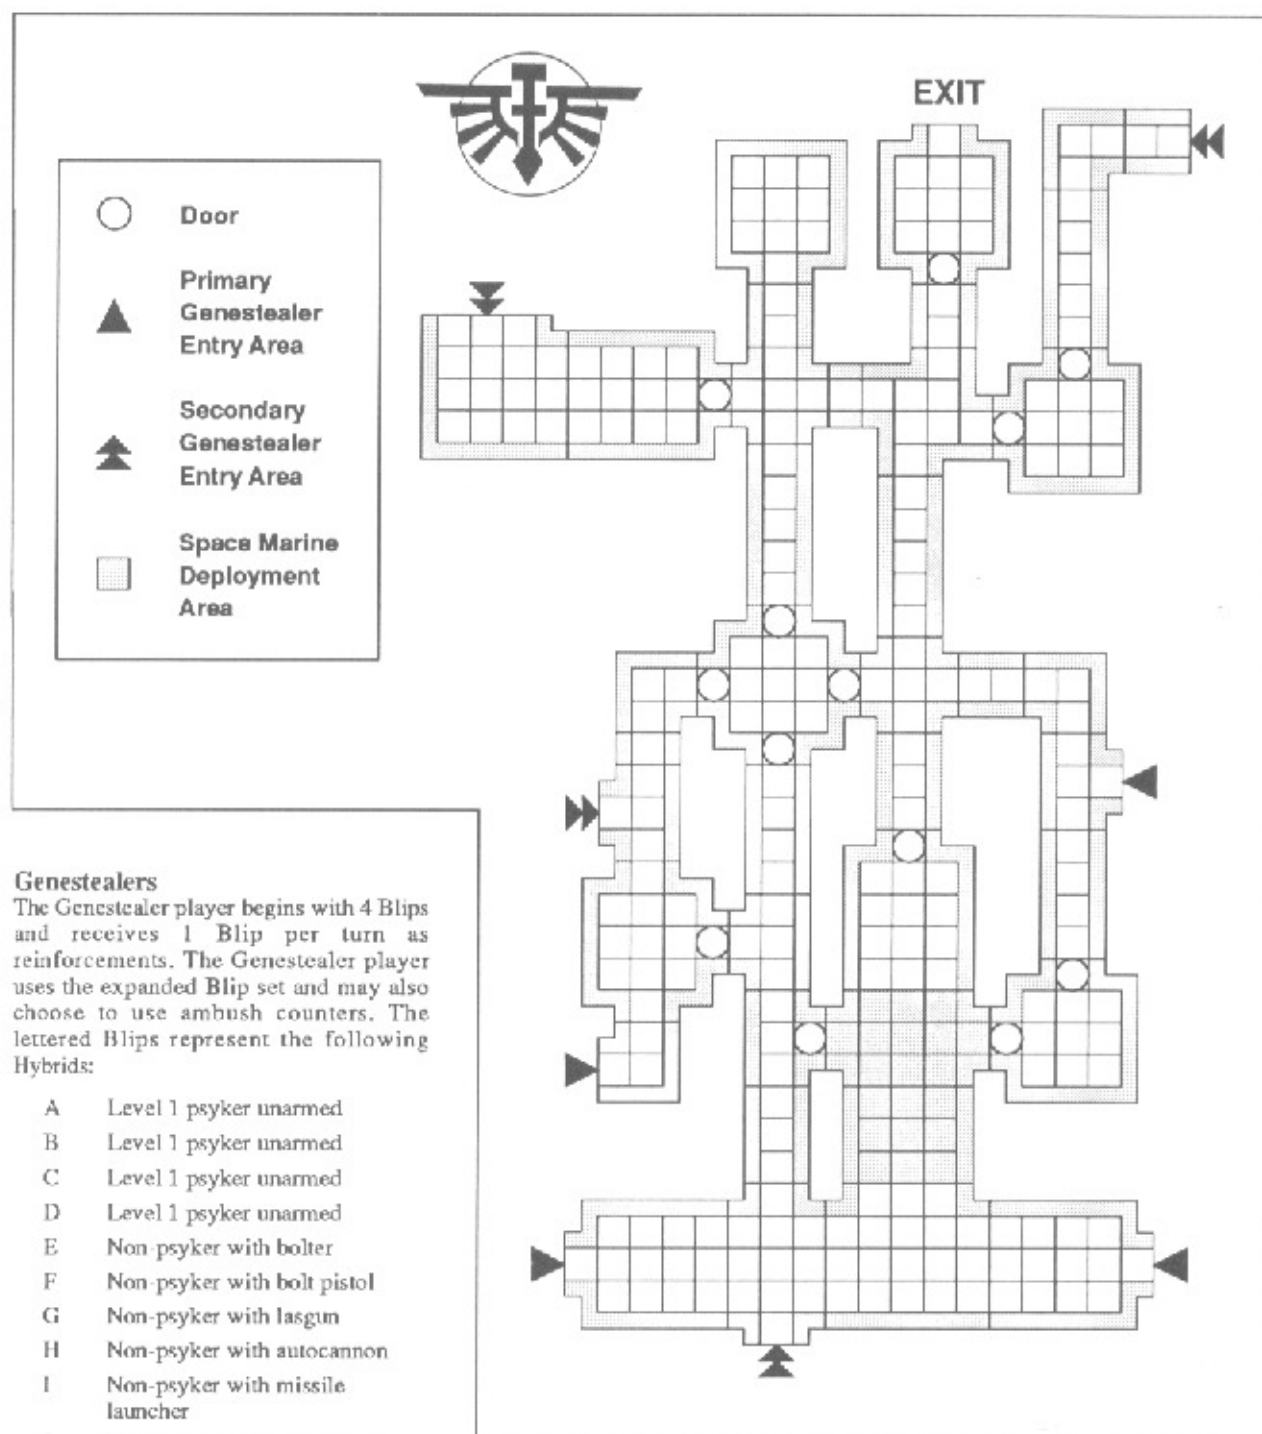 EXIT
Door
Primary
Genestealer
Entry Area
Secondary
Genestealer
Entry Area
Space Marine
Deployment
Area
Genestealers
The Genestealer player begins with 4 Blips
and receives 1 Blip per turn as
reinforcements. The Genestealer player
uses the expanded Blip set and may also
choose to use ambush counters. The
lettered Blips represent the following
Hybrids:
A Level 1 psyker unarmed
B Level 1 psyker unarmed
C Level 1 psyker unarmed
D Level 1 psyker unarmed
E Non-psyker with bolter
F Non-psyker with bolt pistol
G Non-psyker with lasgun
H Non-psyker with autocannon
I Non-psyker with missile
launcher